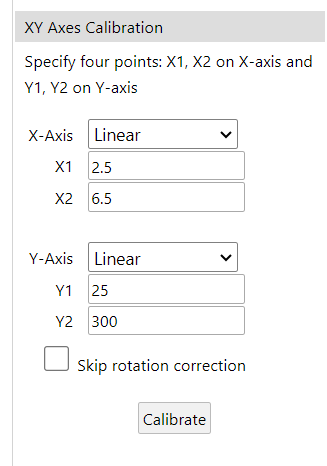 XY Axes Calibration
Specify four points: X1, X2 on X-axis and
Y1, Y2 on Y-axis
X-Axis Linear
X1 2.5
X2 6.5
Y-Axis Linear
Y1 25
Y2 300
Skip rotation correction
Calibrate